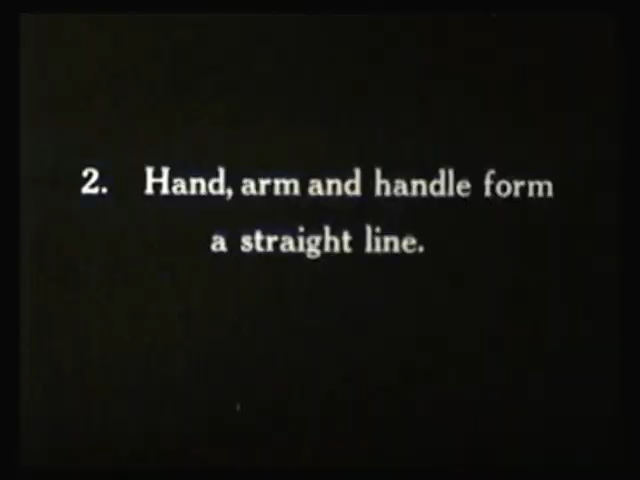 2. Hand, arm and handle form
a straight line.